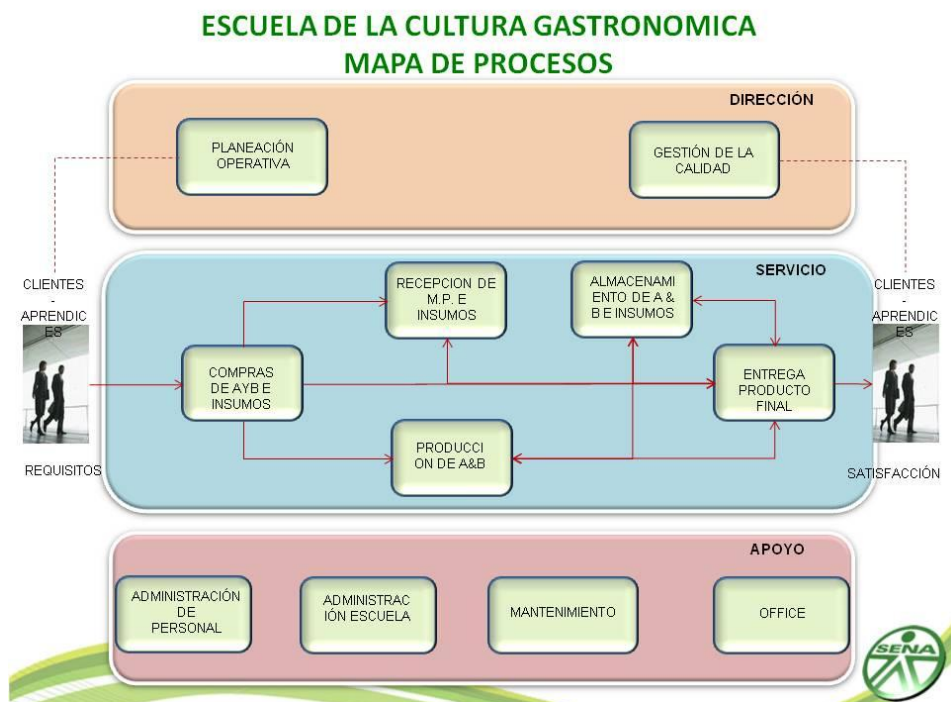 ESCUELA DE LA CULTURA GASTRONOMICA
MAPA DE PROCESOS
DIRECCIÓN
PLANEACIÓN
OPERATIVA
GESTIÓN DE LA
CALIDAD
SERVICIO
CLIENTES
-
APRENDIC
ES
RECEPCION DE
M.P. E
INSUMOS
ALMACENAM
IENTO DE A &
B E INSUMOS
CLIENTES
-
APRENDIC
ES
COMPRAS
DE AYB E
INSUMOS
ENTREGA
PRODUCTO
FINAL
PRODUCCI
ON DE A&B
REQUISITOS
SATISFACCIÓN
APOYO
ADMINISTRACIÓN
DE
PERSONAL
ADMINISTRAC
IÓN ESCUELA
MANTENIMIENTO
OFFICE
SENA